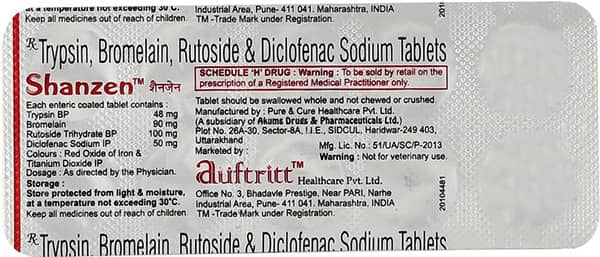 at a temperature not exceeding 30°C.
Keep all medicines out of reach of children.
Industrial Area, Pune- 411 041. Maharashtra, INDIA
TM -Trade Mark under Registration.
Rx Trypsin, Bromelain, Rutoside & Diclofenac Sodium Tablets
Shanzen™ शैनजेन
Each enteric coated tablet contains :
Trypsin BP 48 mg
Bromelain 90 mg
Rutoside Trihydrate BP 100 mg
Diclofenac Sodium IP 50 mg
Colours : Red Oxide of Iron &
Titanium Dioxide IP
Dosage : As directed by the Physician.
Storage :
Store protected from light & moisture,
at a temperature not exceeding 30°C.
Keep all medicines out of reach of children.
SCHEDULE 'H' DRUG : Warning : To be sold by retail on the
prescription of a Registered Medical Practitioner only.
Tablet should be swallowed whole and not chewed or crushed.
Manufactured by : Pure & Cure Healthcare Pvt. Ltd.
(A subsidiary of Akums Drugs & Pharmaceuticals Ltd.)
Plot No. 26A-30, Sector-8A, I.I.E., SIDCUL, Haridwar-249 403,
Uttarakhand
Mfg. Lic. No.: 51/UA/SC/P-2013
Marketed by :
Warning : Not for veterinary use.
auftritt™
Healthcare Pvt. Ltd.
Office No. 3, Bhadavle Prestige, Near PARI, Narhe
Industrial Area, Pune- 411 041. Maharashtra, INDIA
TM -Trade Mark under Registration.
20104481
Rx Trypsin, Bromelain, Rutoside & Diclofenac Sodium Tablets